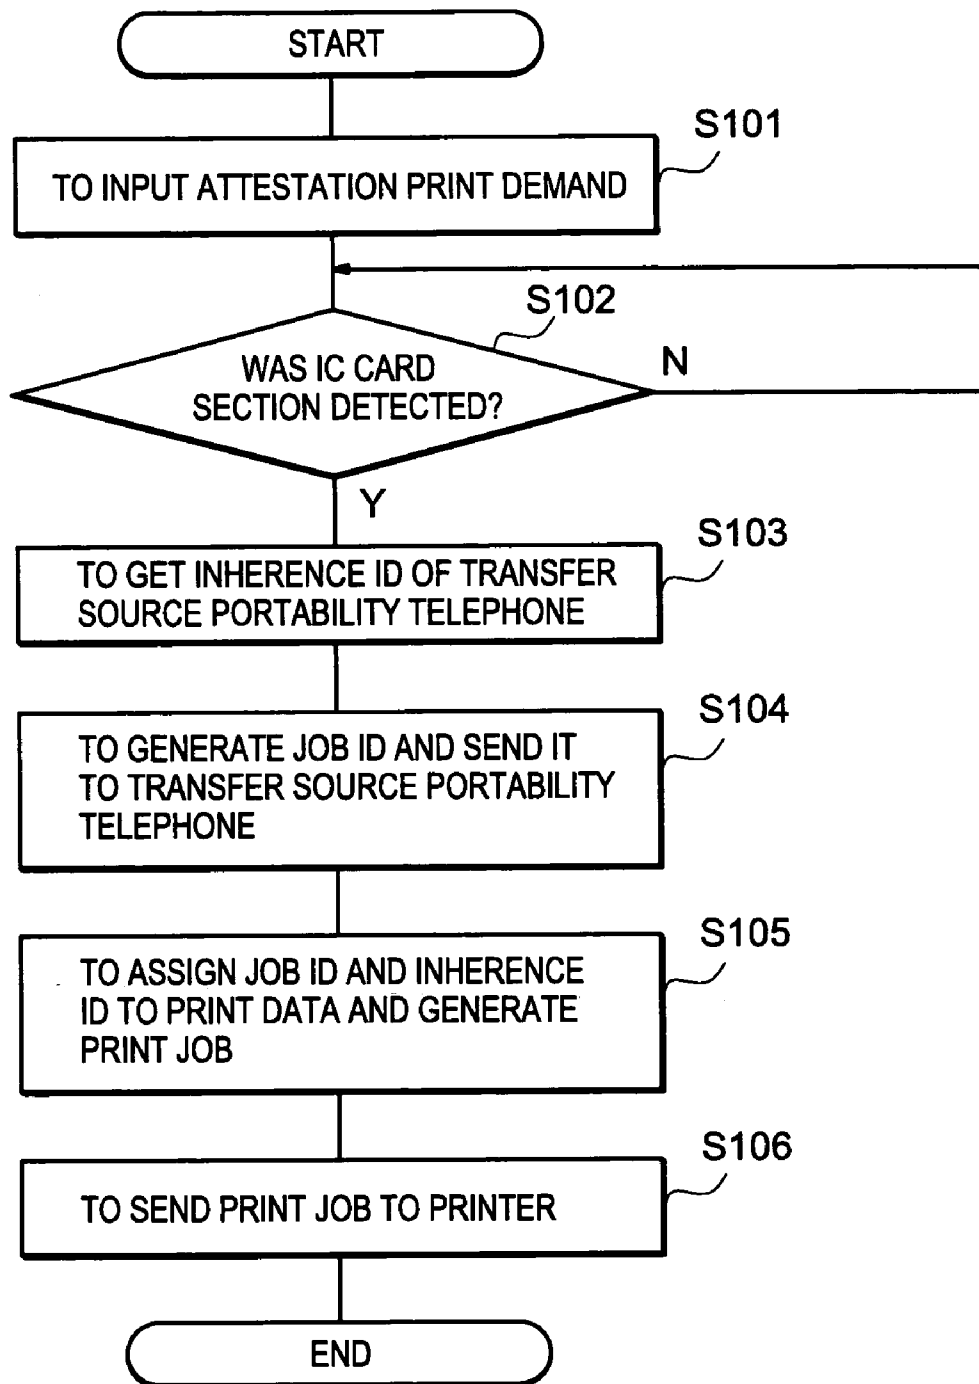 START
S101
TO INPUT ATTESTATION PRINT DEMAND
S102
WAS IC CARD
SECTION DETECTED?
N
Y
S103
TO GET INHERENCE ID OF TRANSFER
SOURCE PORTABILITY TELEPHONE
S104
TO GENERATE JOB ID AND SEND IT
TO TRANSFER SOURCE PORTABILITY
TELEPHONE
S105
TO ASSIGN JOB ID AND INHERENCE
ID TO PRINT DATA AND GENERATE
PRINT JOB
S106
TO SEND PRINT JOB TO PRINTER
END